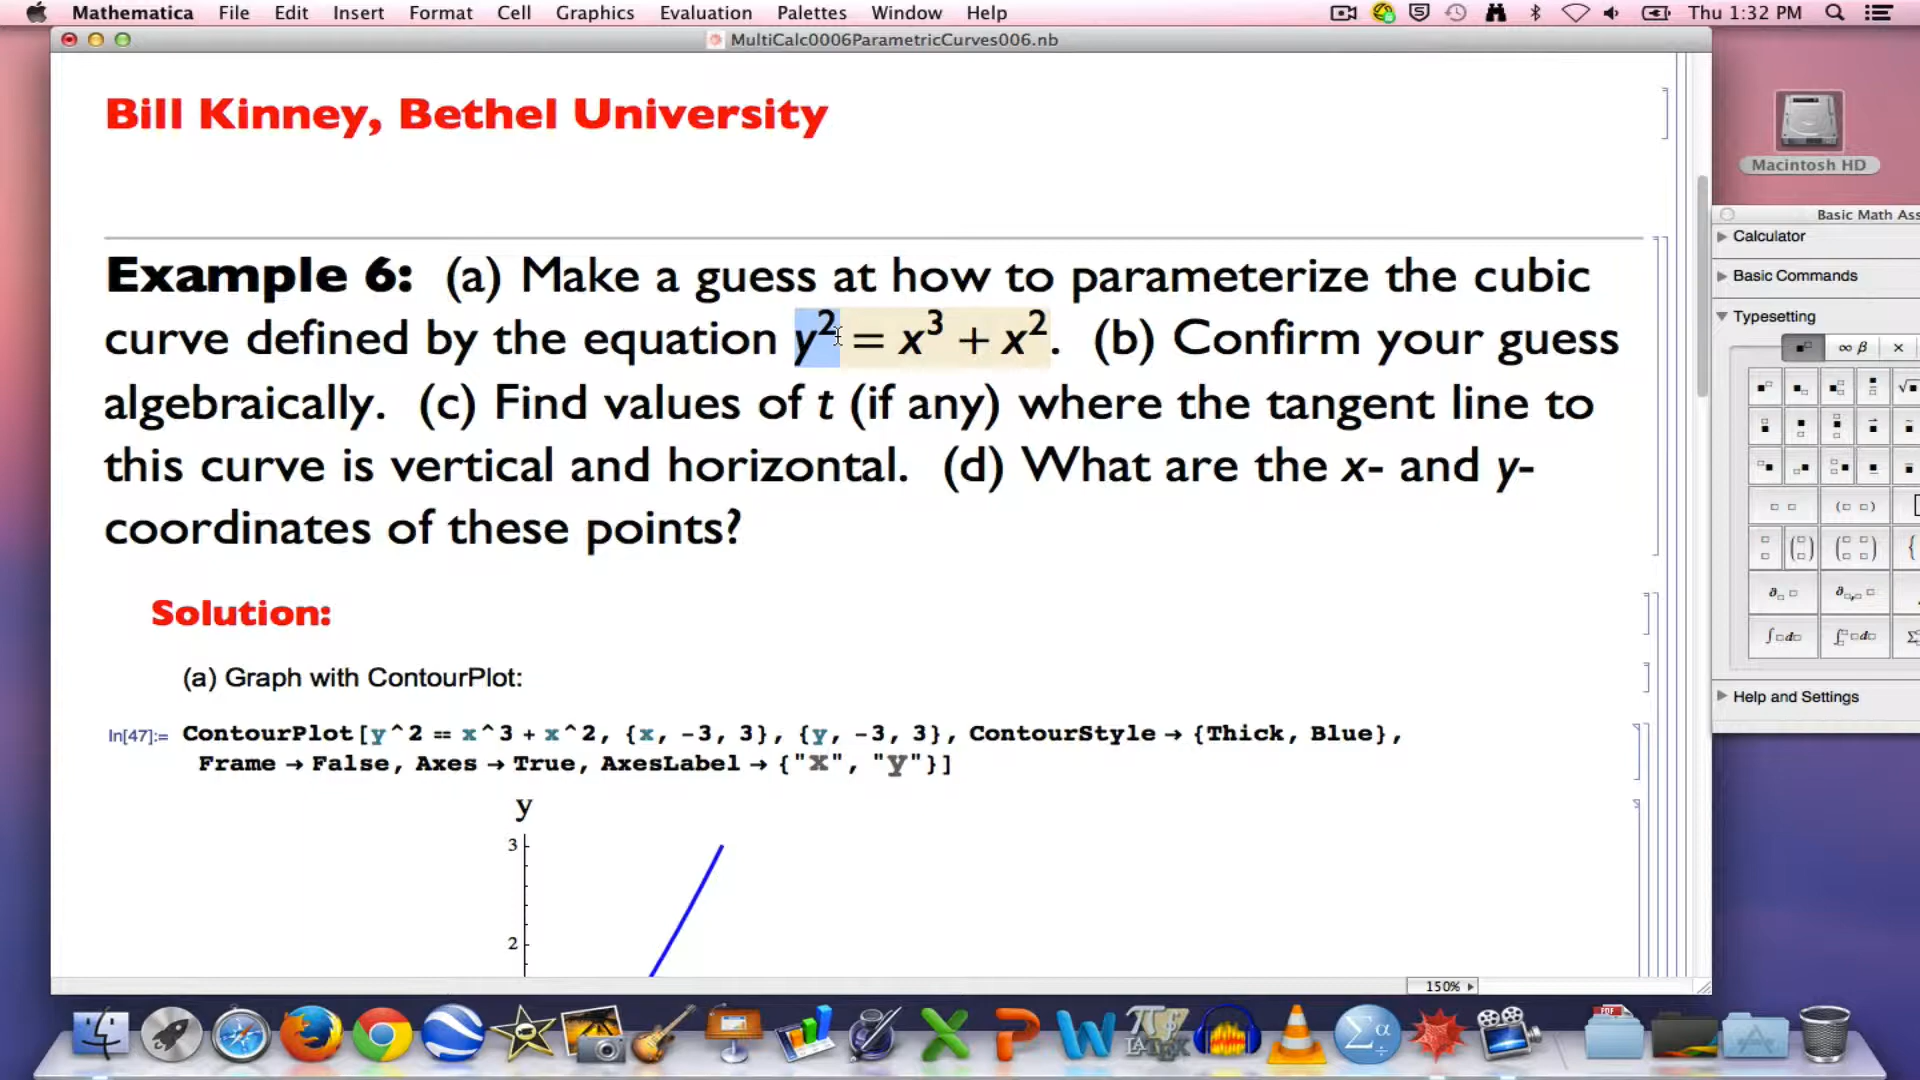 Mathematica File Edit Insert Format Cell Graphics Evaluation Palettes Window Help Thu 1:32 PM
MultiCalc0006ParametricCurves006.nb
Bill Kinney, Bethel University
Macintosh HD
Basic Math Ass
Calculator
Basic Commands
Typesetting
∞ β ×
Example 6: (a) Make a guess at how to parameterize the cubic
curve defined by the equation y² = x³ + x². (b) Confirm your guess
algebraically. (c) Find values of t (if any) where the tangent line to
this curve is vertical and horizontal. (d) What are the x- and y-
coordinates of these points?
Solution:
(a) Graph with ContourPlot:
In[47]:= ContourPlot[y^2 == x^3 + x^2, {x, -3, 3}, {y, -3, 3}, ContourStyle → {Thick, Blue},
Frame → False, Axes → True, AxesLabel → {"x", "y"}]
y
3
2
Help and Settings
150%